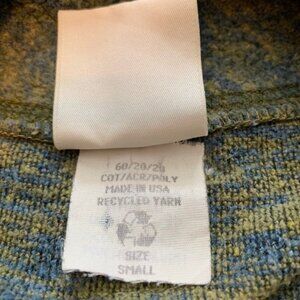 60/20/20
COT/ACR/POLY
MADE IN USA
RECYCLED YARN
SIZE
SMALL